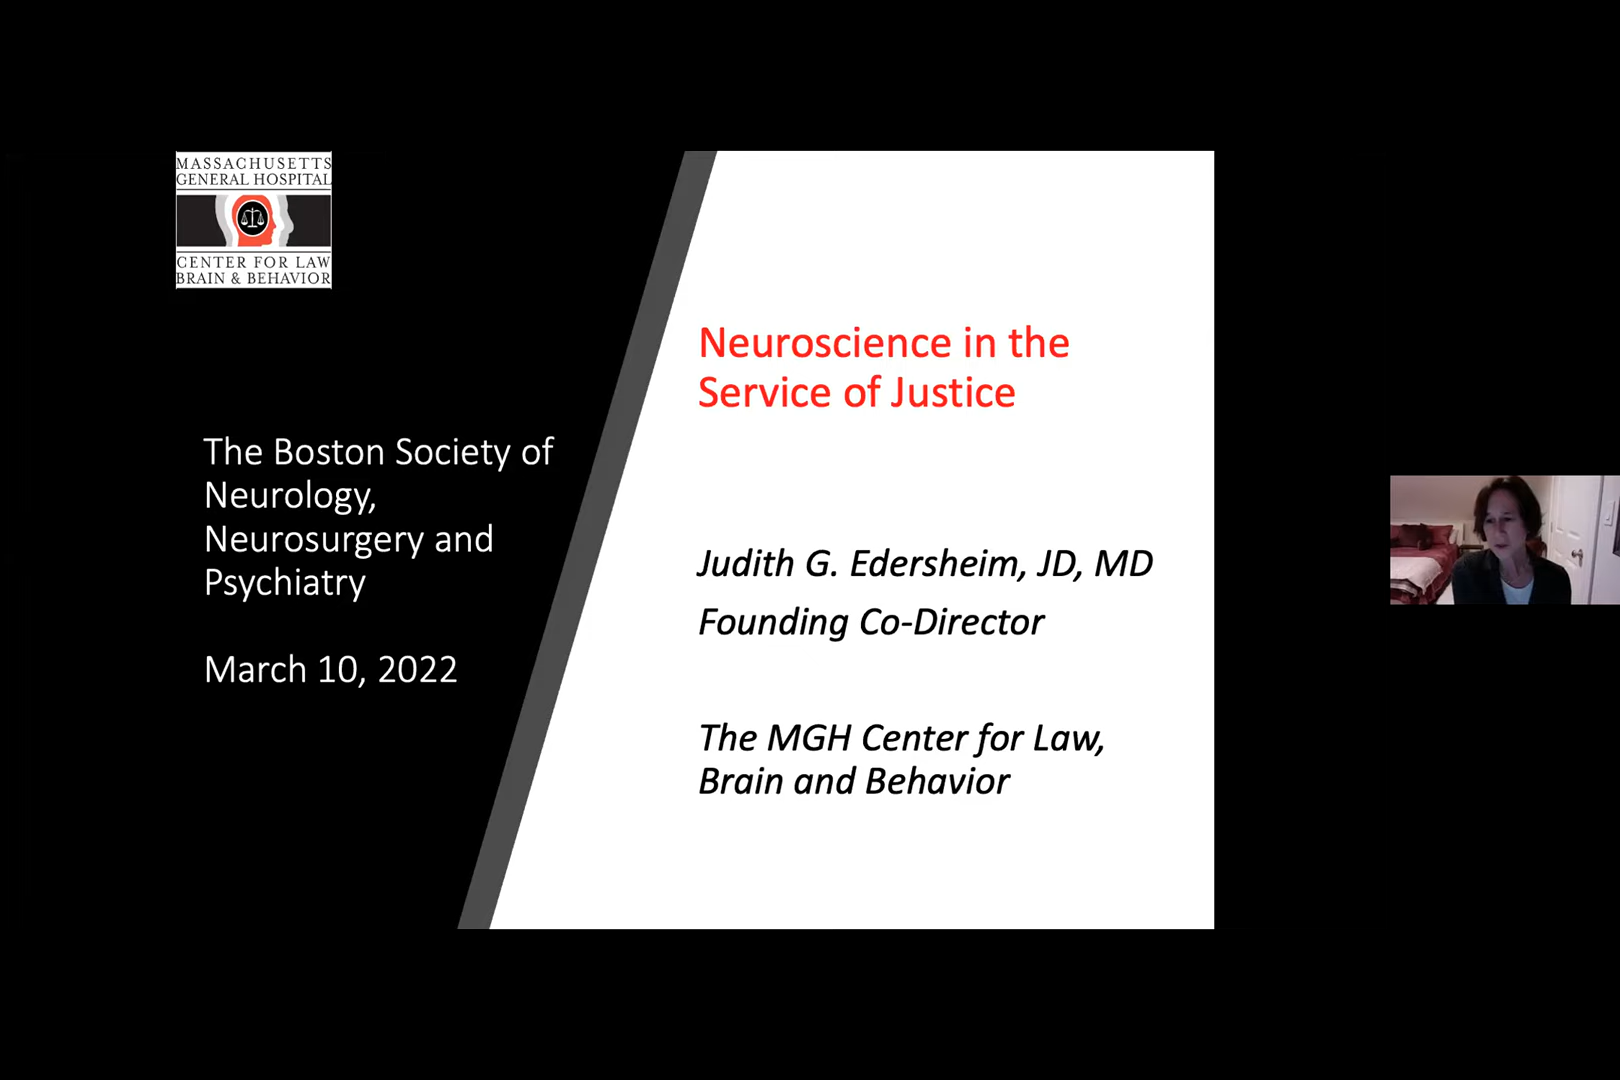 MASSACHUSETTS
GENERAL HOSPITAL
CENTER FOR LAW
BRAIN & BEHAVIOR
The Boston Society of
Neurology,
Neurosurgery and
Psychiatry
March 10, 2022
Neuroscience in the
Service of Justice
Judith G. Edersheim, JD, MD
Founding Co-Director
The MGH Center for Law,
Brain and Behavior